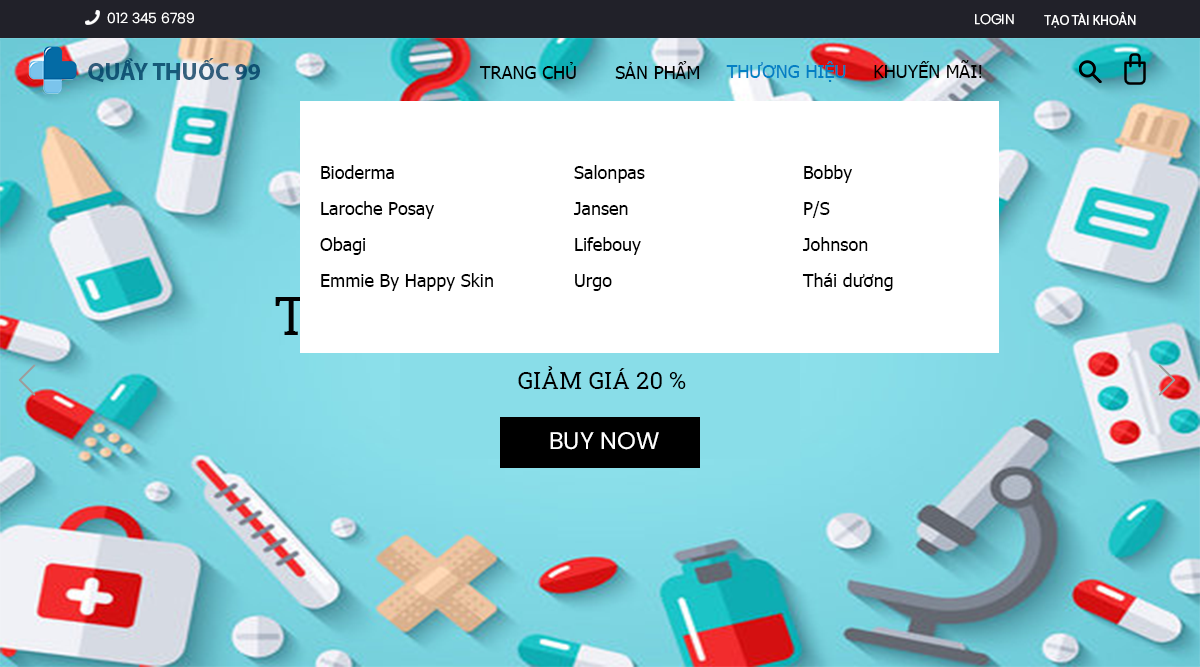 012 345 6789
LOGIN
TẠO TÀI KHOẢN
QUẦY THUỐC 99
TRANG CHỦ
SẢN PHẨM
THƯƠNG HIỆU
KHUYẾN MÃI!
Bioderma
Salonpas
Bobby
Laroche Posay
Jansen
P/S
Obagi
Lifebouy
Johnson
Emmie By Happy Skin
Urgo
Thái dương
GIẢM GIÁ 20 %
BUY NOW